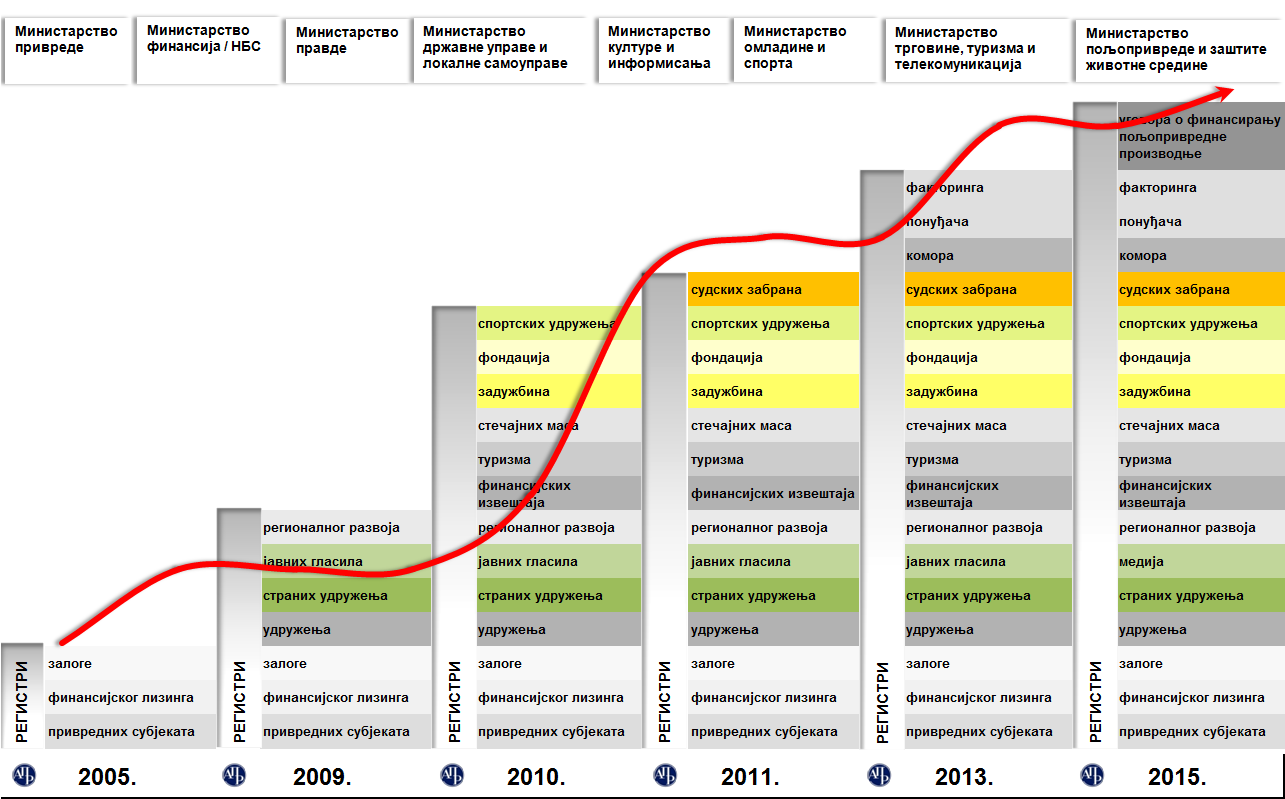 Министарство
привреде
Министарство
финансија / НБС
Министарство
правде
Министарство
државне управе и
локалне самоуправе
Министарство
културе и
информисања
Министарство
омладине и
спорта
Министарство
трговине, туризма и
телекомуникација
Министарство
пољопривреде и заштите
животне средине
РЕГИСТРИ
залоге
финансијског лизинга
привредних субјеката
АПР
2005.
РЕГИСТРИ
регионалног развоја
јавних гласила
страних удружења
удружења
залоге
финансијског лизинга
привредних субјеката
АПР
2009.
РЕГИСТРИ
спортских удружења
фондација
задужбина
стечајних маса
туризма
финансијских
извештаја
регионалног развоја
јавних гласила
страних удружења
удружења
залоге
финансијског лизинга
привредних субјеката
АПР
2010.
РЕГИСТРИ
судских забрана
спортских удружења
фондација
задужбина
стечајних маса
туризма
финансијских извештаја
регионалног развоја
јавних гласила
страних удружења
удружења
залоге
финансијског лизинга
привредних субјеката
АПР
2011.
РЕГИСТРИ
факторинга
понуђача
комора
судских забрана
спортских удружења
фондација
задужбина
стечајних маса
туризма
финансијских
извештаја
регионалног развоја
јавних гласила
страних удружења
удружења
залоге
финансијског лизинга
привредних субјеката
АПР
2013.
РЕГИСТРИ
уговора о финансирању
пољопривредне
производње
факторинга
понуђача
комора
судских забрана
спортских удружења
фондација
задужбина
стечајних маса
туризма
финансијских
извештаја
регионалног развоја
медија
страних удружења
удружења
залоге
финансијског лизинга
привредних субјеката
АПР
2015.